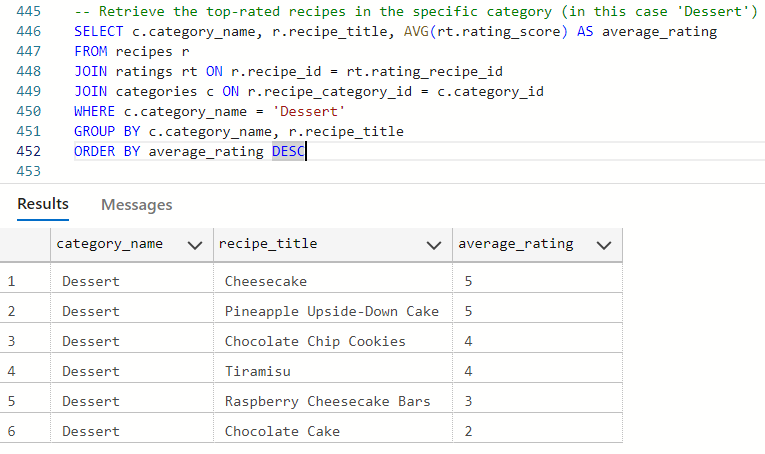 445 -- Retrieve the top-rated recipes in the specific category (in this case 'Dessert')
446 SELECT c.category_name, r.recipe_title, AVG(rt.rating_score) AS average_rating
447 FROM recipes r
448 JOIN ratings rt ON r.recipe_id = rt.rating_recipe_id
449 JOIN categories c ON r.recipe_category_id = c.category_id
450 WHERE c.category_name = 'Dessert'
451 GROUP BY c.category_name, r.recipe_title
452 ORDER BY average_rating DESC
453
Results Messages
category_name recipe_title average_rating
1 Dessert Cheesecake 5
2 Dessert Pineapple Upside-Down Cake 5
3 Dessert Chocolate Chip Cookies 4
4 Dessert Tiramisu 4
5 Dessert Raspberry Cheesecake Bars 3
6 Dessert Chocolate Cake 2